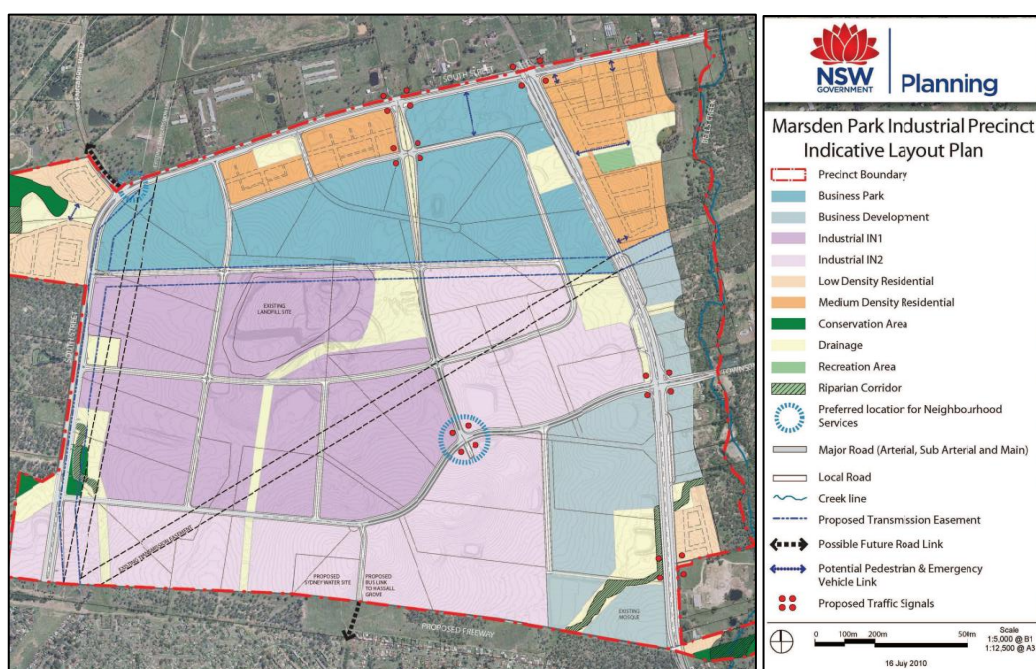 SOUTH STREET
BELLS CREEK
SOUTH STREET
EXISTING
LANDFILL SITE
PROPOSED
SYDNEY WATER SITE
PROPOSED
BUS LINK
TO HASSALL
GROVE
PROPOSED FREEWAY
EXISTING
MOSQUE
NSW
GOVERNMENT
Planning
Marsden Park Industrial Precinct
Indicative Layout Plan
Precinct Boundary
Business Park
Business Development
Industrial IN1
Industrial IN2
Low Density Residential
Medium Density Residential
Conservation Area
Drainage
Recreation Area
Riparian Corridor
Preferred location for Neighbourhood
Services
Major Road (Arterial, Sub Arterial and Main)
Local Road
Creek line
Proposed Transmission Easement
Possible Future Road Link
Potential Pedestrian & Emergency
Vehicle Link
Proposed Traffic Signals
0 100m 200m 500m
Scale
1:5,000 @ B1
1:12,500 @ A3
16 July 2010